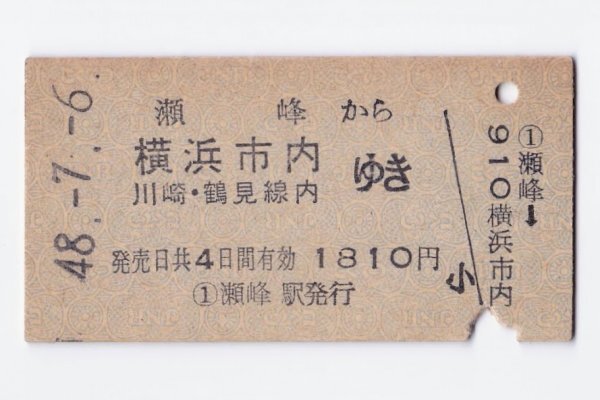 48.-7.-6.
瀬峰から
横浜市内
川崎・鶴見線内
ゆき
発売日共4日間有効 1810円
①瀬峰 駅発行
小
①瀬峰→
910横浜市内